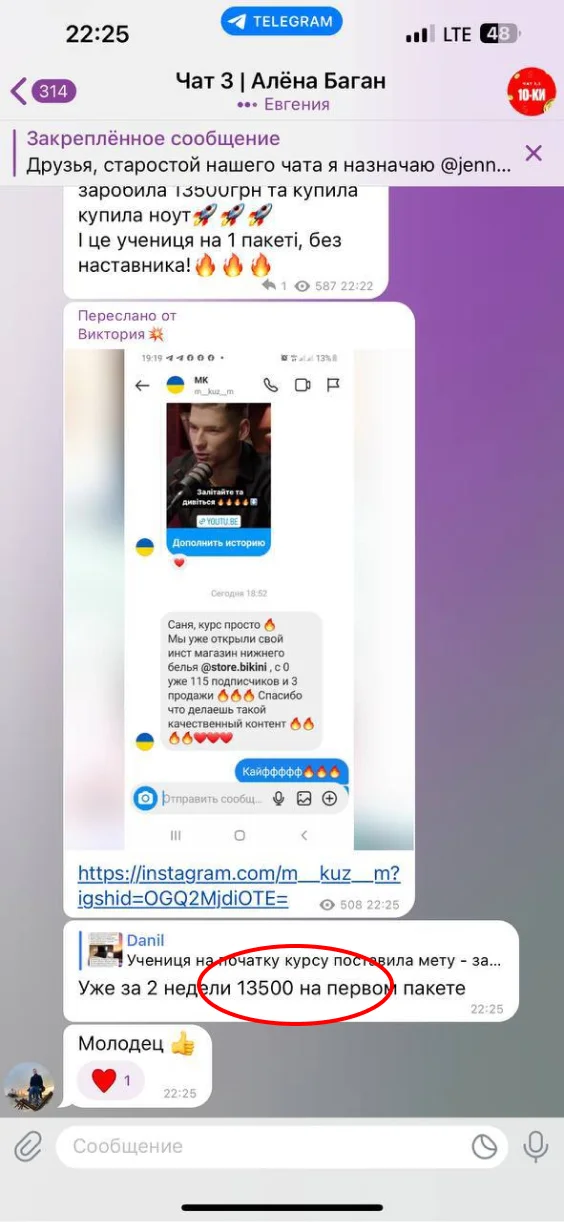 22:25
TELEGRAM
LTE 48
314
Чат 3 | Алёна Баган
Евгения
10-КИ
Закреплённое сообщение
Друзья, старостой нашего чата я назначаю @jenn...
заробила 13500грн та купила
купила ноут🚀🚀🚀
І це учениця на 1 пакеті, без
наставника!🔥🔥🔥
1 587 22:22
Переслано от
Виктория💥
19:19
13%
МК
m__kuz__m
Залітайте та
дивіться🔥🔥🔥🔥⬇️
YOUTU.BE
Дополнить историю
Сегодня 18:52
Саня, курс просто 🔥
Мы уже открыли свой
инст магазин нижнего
белья @store.bikini , с 0
уже 115 подписчиков и 3
продажи 🔥🔥🔥 Спасибо
что делаешь такой
качественный контент 🔥🔥
🔥🔥❤️❤️❤️
Кайффффф🔥🔥🔥
Отправить сообщ...
https://instagram.com/m__kuz__m?
igshid=OGQ2MjdiOTE=
508 22:25
Danil
Учениця на початку курсу поставила мету - за...
Уже за 2 недели 13500 на первом пакете
22:25
Молодец 👍
❤️ 1
22:25
Сообщение